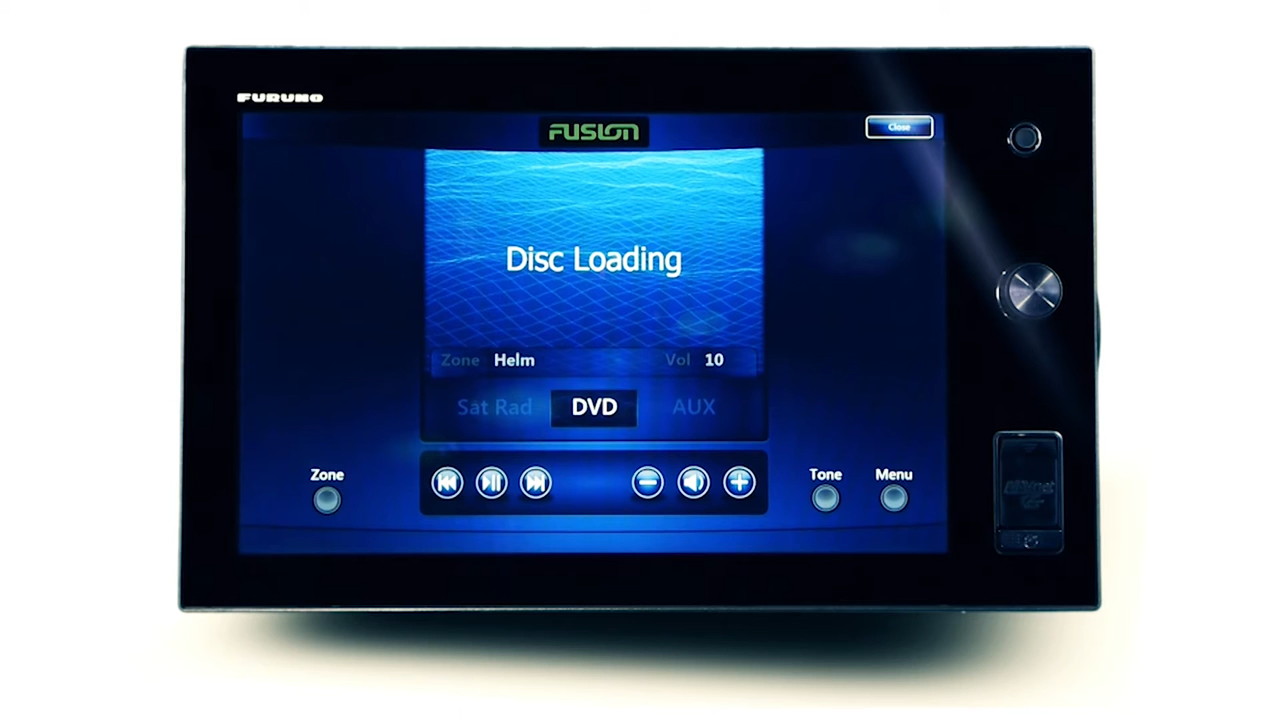 FURUNO
FUSION
Close
Disc Loading
Zone Helm Vol 10
Sat Rad DVD AUX
Zone
Tone
Menu